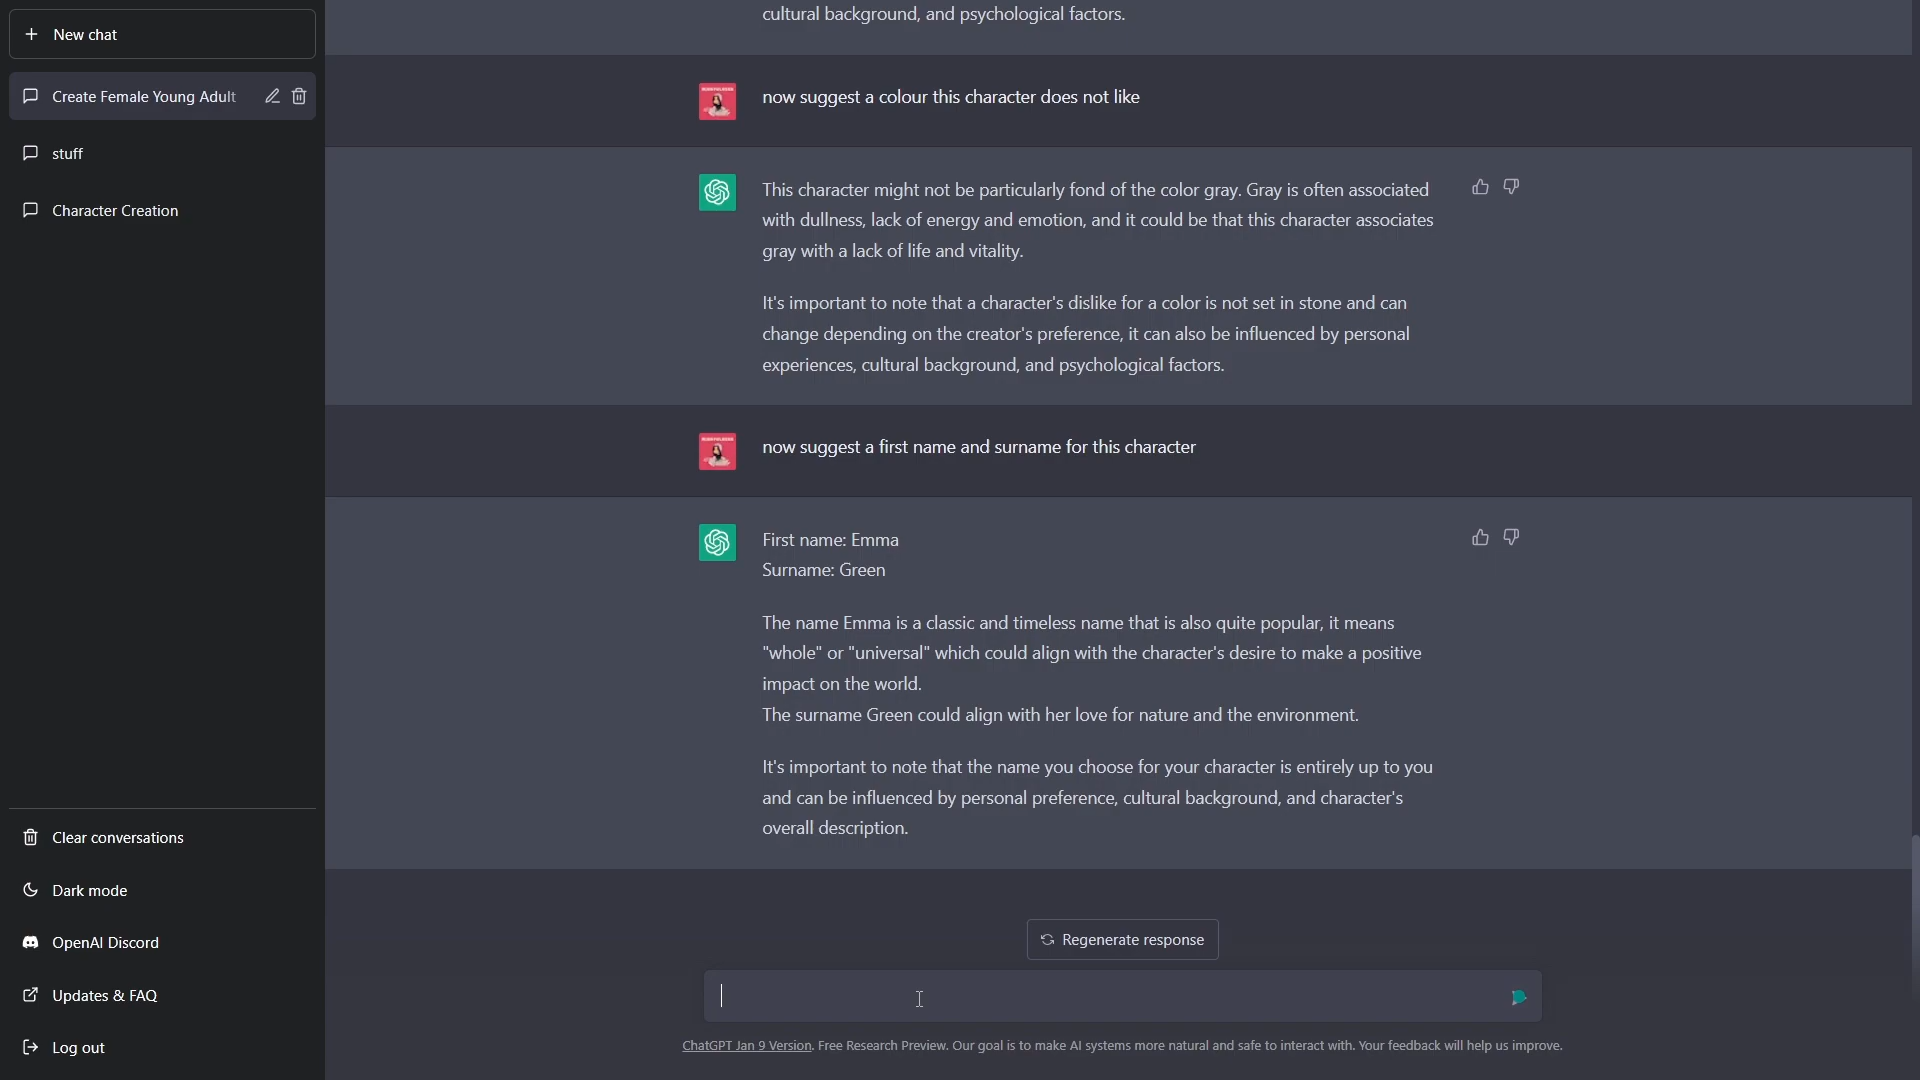 New chat
Create Female Young Adult
stuff
Character Creation
Clear conversations
Dark mode
OpenAI Discord
Updates & FAQ
Log out
cultural background, and psychological factors.
now suggest a colour this character does not like
This character might not be particularly fond of the color gray. Gray is often associated
with dullness, lack of energy and emotion, and it could be that this character associates
gray with a lack of life and vitality.
It's important to note that a character's dislike for a color is not set in stone and can
change depending on the creator's preference, it can also be influenced by personal
experiences, cultural background, and psychological factors.
now suggest a first name and surname for this character
First name: Emma
Surname: Green
The name Emma is a classic and timeless name that is also quite popular, it means
"whole" or "universal" which could align with the character's desire to make a positive
impact on the world.
The surname Green could align with her love for nature and the environment.
It's important to note that the name you choose for your character is entirely up to you
and can be influenced by personal preference, cultural background, and character's
overall description.
Regenerate response
ChatGPT Jan 9 Version. Free Research Preview. Our goal is to make AI systems more natural and safe to interact with. Your feedback will help us improve.